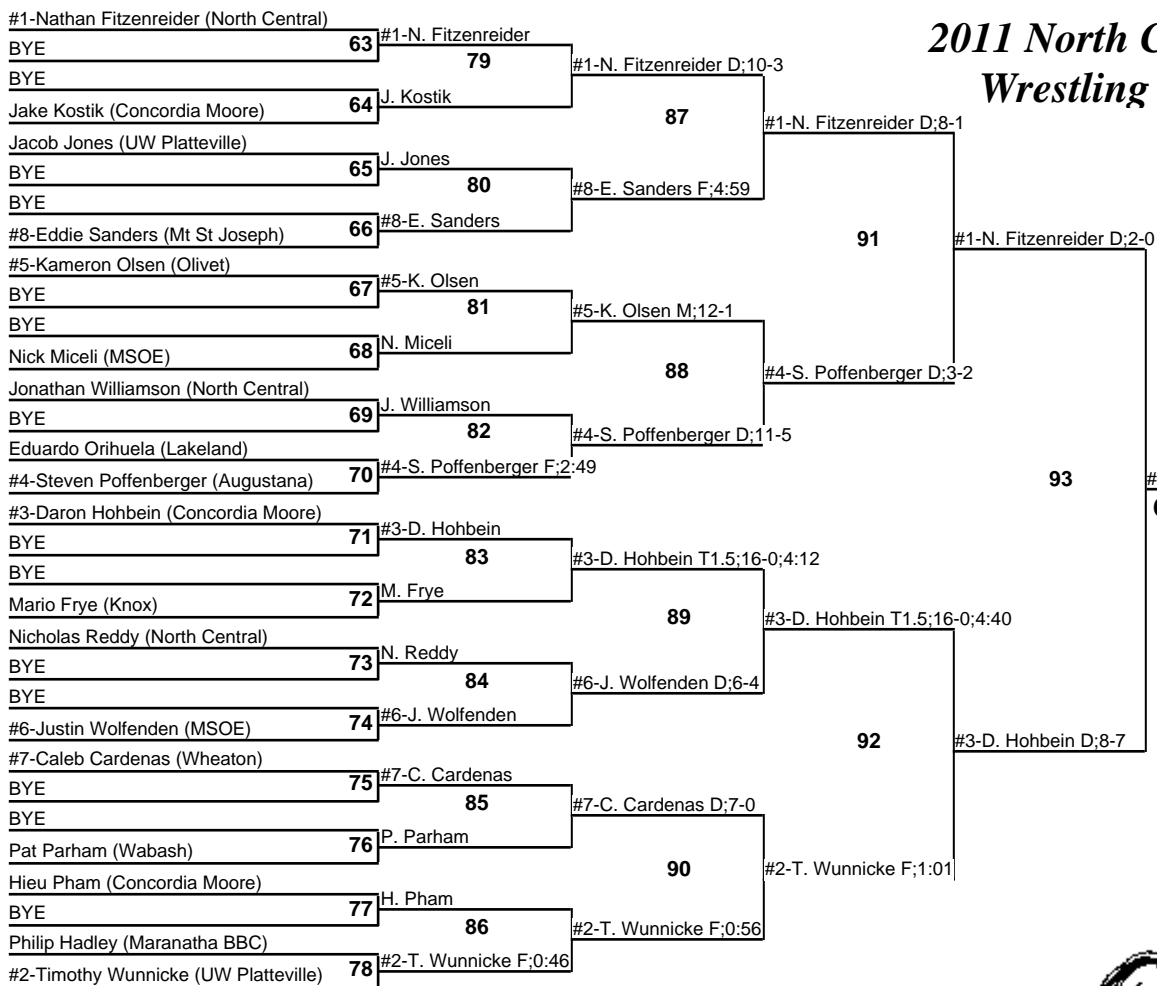 2011 North C
Wrestling
#1-Nathan Fitzenreider (North Central)
BYE
BYE
Jake Kostik (Concordia Moore)
Jacob Jones (UW Platteville)
BYE
BYE
#8-Eddie Sanders (Mt St Joseph)
#5-Kameron Olsen (Olivet)
BYE
BYE
Nick Miceli (MSOE)
Jonathan Williamson (North Central)
BYE
Eduardo Orihuela (Lakeland)
#4-Steven Poffenberger (Augustana)
#3-Daron Hohbein (Concordia Moore)
BYE
BYE
Mario Frye (Knox)
Nicholas Reddy (North Central)
BYE
BYE
#6-Justin Wolfenden (MSOE)
#7-Caleb Cardenas (Wheaton)
BYE
BYE
Pat Parham (Wabash)
Hieu Pham (Concordia Moore)
BYE
Philip Hadley (Maranatha BBC)
#2-Timothy Wunnicke (UW Platteville)
63
64
65
66
67
68
69
70
71
72
73
74
75
76
77
78
#1-N. Fitzenreider
J. Kostik
J. Jones
#8-E. Sanders
#5-K. Olsen
N. Miceli
J. Williamson
#4-S. Poffenberger F;2:49
#3-D. Hohbein
M. Frye
N. Reddy
#6-J. Wolfenden
#7-C. Cardenas
P. Parham
H. Pham
#2-T. Wunnicke F;0:46
79
80
81
82
83
84
85
86
#1-N. Fitzenreider D;10-3
#8-E. Sanders F;4:59
#5-K. Olsen M;12-1
#4-S. Poffenberger D;11-5
#3-D. Hohbein T1.5;16-0;4:12
#6-J. Wolfenden D;6-4
#7-C. Cardenas D;7-0
#2-T. Wunnicke F;0:56
87
88
89
90
#1-N. Fitzenreider D;8-1
#4-S. Poffenberger D;3-2
#3-D. Hohbein T1.5;16-0;4:40
#2-T. Wunnicke F;1:01
91
92
#1-N. Fitzenreider D;2-0
#3-D. Hohbein D;8-7
93
#